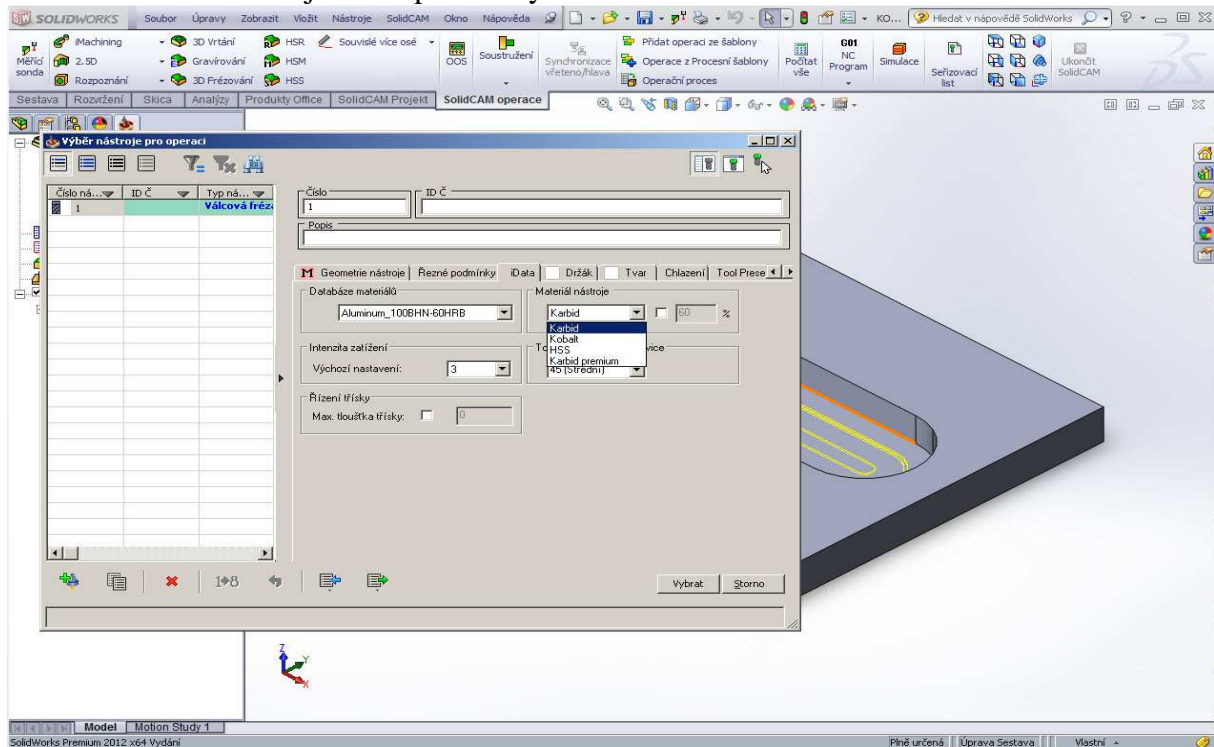 SOLIDWORKS Soubor Úpravy Zobrazit Vložit Nástroje SolidCAM Okno Nápověda KO... Hledat v nápovědě SolidWorks
iMachining 3D Vrtání HSR Souvislé více osé
Měřící sonda 2.5D Gravírování HSM OOS Soustružení Synchronizace vřeteno/hlava
Rozpoznání 3D Frézování HSS
Přidat operaci ze šablony
Operace z Procesní šablony
Operační proces
Počítat vše G01 NC Program Simulace Seřizovací list Ukončit SolidCAM
Sestava Rozvržení Skica Analýzy Produkty Office SolidCAM Projekt SolidCAM operace
Výběr nástroje pro operaci
Číslo ná... ID Č Typ ná...
1 Válcová fréz
Číslo ID Č
1
Popis
M Geometrie nástroje Řezné podmínky iData Držák Tvar Chlazení Tool Prese
Databáze materiálů Materiál nástroje
Aluminum_100BHN-60HRB Karbid 60 %
Karbid
Kobalt
HSS
Karbid premium
Intenzita zatížení
Výchozí nastavení: 3 45 (Střední)
Řízení třísky
Max. tloušťka třísky: 0
1 8
Vybrat Storno
Z
Y
X
Model Motion Study 1
SolidWorks Premium 2012 x64 Vydání Plně určená Úprava Sestava Vlastní